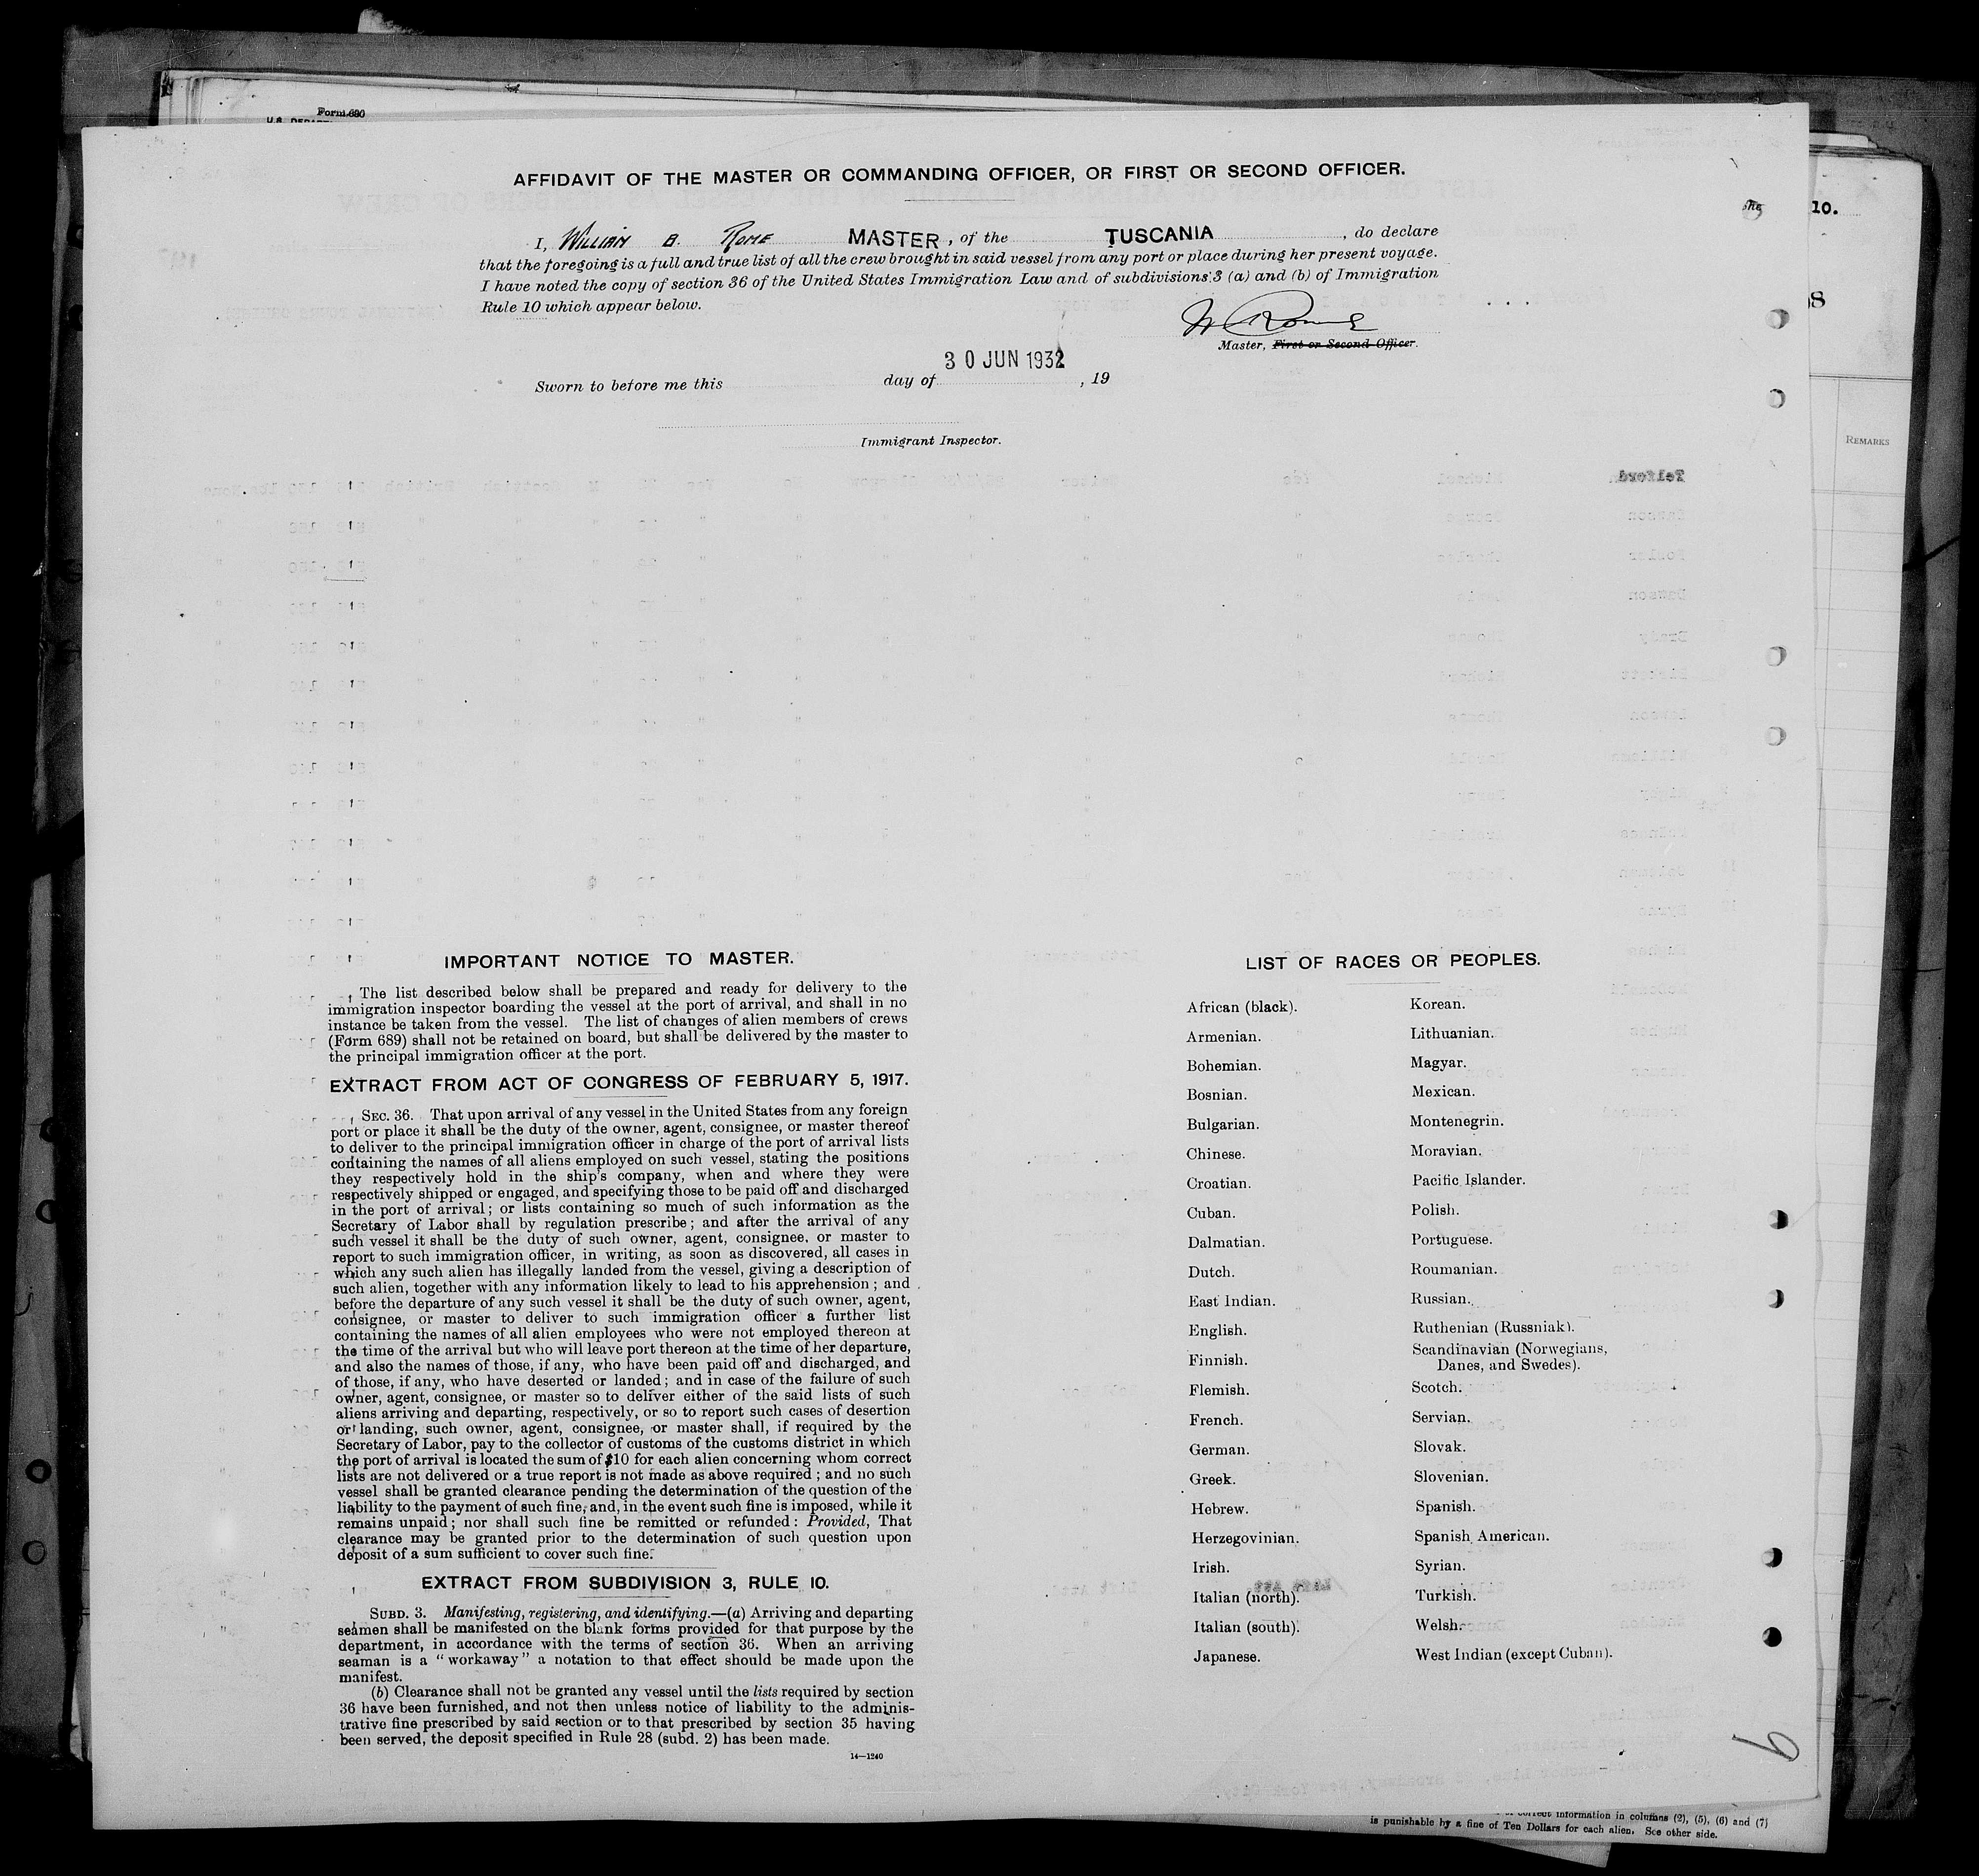 Form 680
AFFIDAVIT OF THE MASTER OR COMMANDING OFFICER, OR FIRST OR SECOND OFFICER.
10.
I, WILLIAM B. ROME MASTER, of the TUSCANIA, do declare
that the foregoing is a full and true list of all the crew brought in said vessel from any port or place during her present voyage.
I have noted the copy of section 36 of the United States Immigration Law and of subdivisions 3 (a) and (b) of Immigration
Rule 10 which appear below.
Master, First or Second Officer.
30 JUN 1932
Sworn to before me this day of , 19
Immigrant Inspector.
REMARKS
IMPORTANT NOTICE TO MASTER.
The list described below shall be prepared and ready for delivery to the
immigration inspector boarding the vessel at the port of arrival, and shall in no
instance be taken from the vessel. The list of changes of alien members of crews
(Form 689) shall not be retained on board, but shall be delivered by the master to
the principal immigration officer at the port.
EXTRACT FROM ACT OF CONGRESS OF FEBRUARY 5, 1917.
SEC. 36. That upon arrival of any vessel in the United States from any foreign
port or place it shall be the duty of the owner, agent, consignee, or master thereof
to deliver to the principal immigration officer in charge of the port of arrival lists
containing the names of all aliens employed on such vessel, stating the positions
they respectively hold in the ship's company, when and where they were
respectively shipped or engaged, and specifying those to be paid off and discharged
in the port of arrival; or lists containing so much of such information as the
Secretary of Labor shall by regulation prescribe; and after the arrival of any
such vessel it shall be the duty of such owner, agent, consignee, or master to
report to such immigration officer, in writing, as soon as discovered, all cases in
which any such alien has illegally landed from the vessel, giving a description of
such alien, together with any information likely to lead to his apprehension; and
before the departure of any such vessel it shall be the duty of such owner, agent,
consignee, or master to deliver to such immigration officer a further list
containing the names of all alien employees who were not employed thereon at
the time of the arrival but who will leave port thereon at the time of her departure,
and also the names of those, if any, who have been paid off and discharged, and
of those, if any, who have deserted or landed; and in case of the failure of such
owner, agent, consignee, or master so to deliver either of the said lists of such
aliens arriving and departing, respectively, or so to report such cases of desertion
or landing, such owner, agent, consignee, or master shall, if required by the
Secretary of Labor, pay to the collector of customs of the customs district in which
the port of arrival is located the sum of $10 for each alien concerning whom correct
lists are not delivered or a true report is not made as above required; and no such
vessel shall be granted clearance pending the determination of the question of the
liability to the payment of such fine, and, in the event such fine is imposed, while it
remains unpaid; nor shall such fine be remitted or refunded: Provided, That
clearance may be granted prior to the determination of such question upon
deposit of a sum sufficient to cover such fine.
EXTRACT FROM SUBDIVISION 3, RULE 10.
SUBD. 3. Manifesting, registering, and identifying.—(a) Arriving and departing
seamen shall be manifested on the blank forms provided for that purpose by the
department, in accordance with the terms of section 36. When an arriving
seaman is a "workaway" a notation to that effect should be made upon the
manifest.
(b) Clearance shall not be granted any vessel until the lists required by section
36 have been furnished, and not then unless notice of liability to the adminis-
trative fine prescribed by said section or to that prescribed by section 35 having
been served, the deposit specified in Rule 28 (subd. 2) has been made.
14—1240
LIST OF RACES OR PEOPLES.
African (black).
Armenian.
Bohemian.
Bosnian.
Bulgarian.
Chinese.
Croatian.
Cuban.
Dalmatian.
Dutch.
East Indian.
English.
Finnish.
Flemish.
French.
German.
Greek.
Hebrew.
Herzegovinian.
Irish.
Italian (north).
Italian (south).
Japanese.
Korean.
Lithuanian.
Magyar.
Mexican.
Montenegrin.
Moravian.
Pacific Islander.
Polish.
Portuguese.
Roumanian.
Russian.
Ruthenian (Russniak).
Scandinavian (Norwegians,
Danes, and Swedes).
Scotch.
Servian.
Slovak.
Slovenian.
Spanish.
Spanish American.
Syrian.
Turkish.
Welsh.
West Indian (except Cuban).
9
correct information in columns (2), (5), (6) and (7)
is punishable by a fine of Ten Dollars for each alien. See other side.